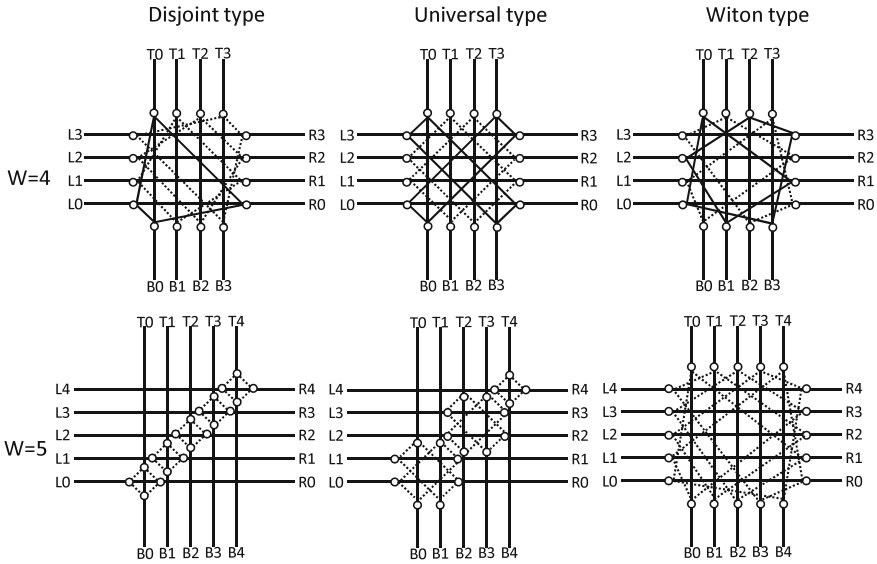 Disjoint type Universal type Witon type
T0 T1 T2 T3 T0 T1 T2 T3 T0 T1 T2 T3
L3 R3 L3 R3 L3 R3
L2 R2 L2 R2 L2 R2
W=4 L1 R1 L1 R1 L1 R1
L0 R0 L0 R0 L0 R0
B0 B1 B2 B3 B0 B1 B2 B3 B0 B1 B2 B3
T0 T1 T2 T3 T4 T0 T1 T2 T3 T4 T0 T1 T2 T3 T4
L4 R4 L4 R4 L4 R4
L3 R3 L3 R3 L3 R3
W=5 L2 R2 L2 R2 L2 R2
L1 R1 L1 R1 L1 R1
L0 R0 L0 R0 L0 R0
B0 B1 B2 B3 B4 B0 B1 B2 B3 B4 B0 B1 B2 B3 B4